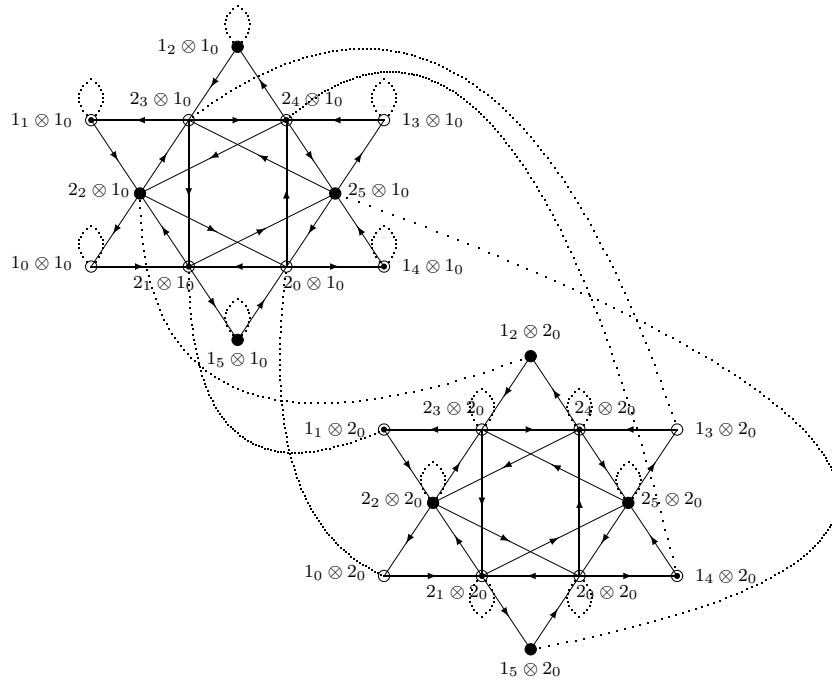 1₂ ⊗ 1₀
2₃ ⊗ 1₀ 2₄ ⊗ 1₀
1₁ ⊗ 1₀ 1₃ ⊗ 1₀
2₂ ⊗ 1₀ 2₅ ⊗ 1₀
1₀ ⊗ 1₀ 1₄ ⊗ 1₀
2₁ ⊗ 1₀ 2₀ ⊗ 1₀
1₅ ⊗ 1₀
1₂ ⊗ 2₀
2₃ ⊗ 2₀ 2₄ ⊗ 2₀
1₁ ⊗ 2₀ 1₃ ⊗ 2₀
2₂ ⊗ 2₀ 2₅ ⊗ 2₀
1₀ ⊗ 2₀ 1₄ ⊗ 2₀
2₁ ⊗ 2₀ 2₀ ⊗ 2₀
1₅ ⊗ 2₀